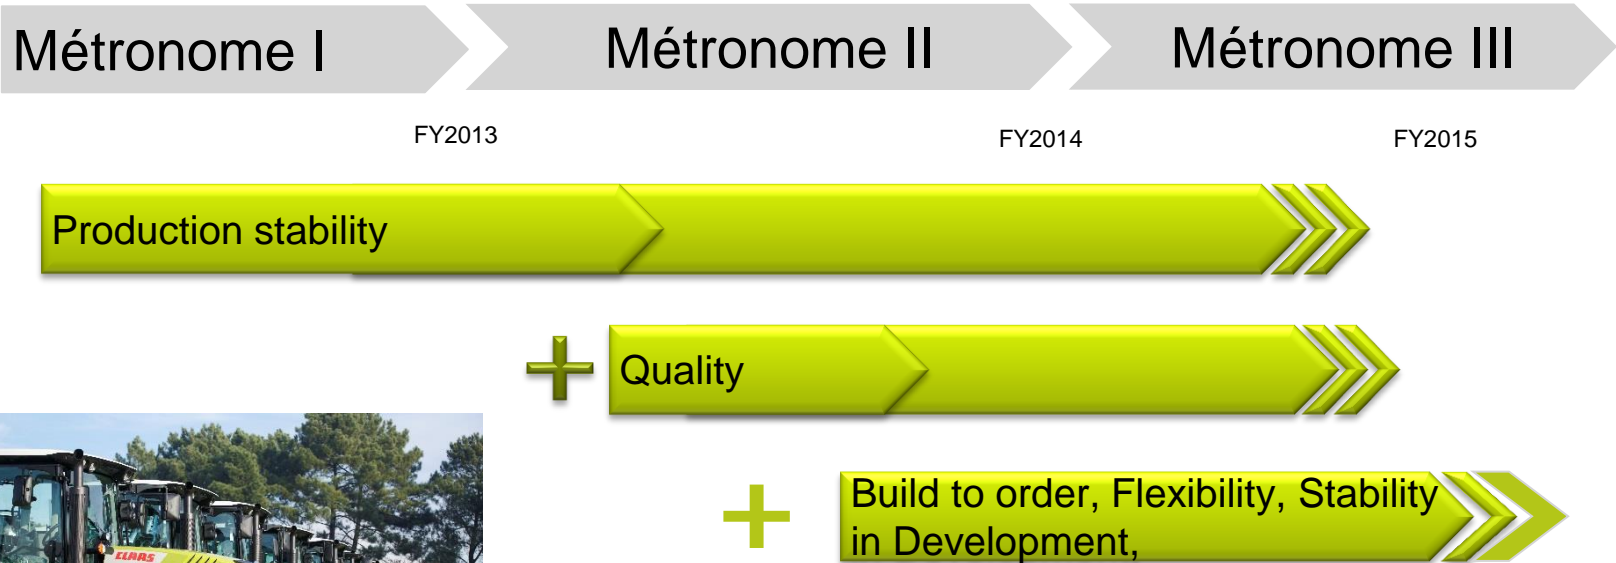 Métronome I
Métronome II
Métronome III
FY2013
FY2014
FY2015
Production stability
Quality
Build to order, Flexibility, Stability
in Development,
CLAAS